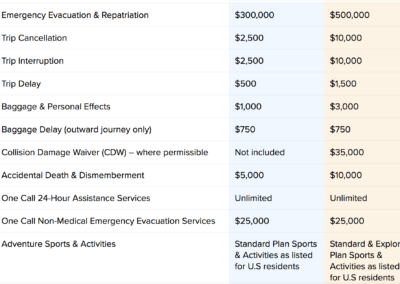 Emergency Evacuation & Repatriation $300,000 $500,000
Trip Cancellation $2,500 $10,000
Trip Interruption $2,500 $10,000
Trip Delay $500 $1,500
Baggage & Personal Effects $1,000 $3,000
Baggage Delay (outward journey only) $750 $750
Collision Damage Waiver (CDW) – where permissible Not included $35,000
Accidental Death & Dismemberment $5,000 $10,000
One Call 24-Hour Assistance Services Unlimited Unlimited
One Call Non-Medical Emergency Evacuation Services $25,000 $25,000
Adventure Sports & Activities Standard Plan Sports Standard & Explor
& Activities as listed Plan Sports &
for U.S residents Activities as listed
for U.S residents